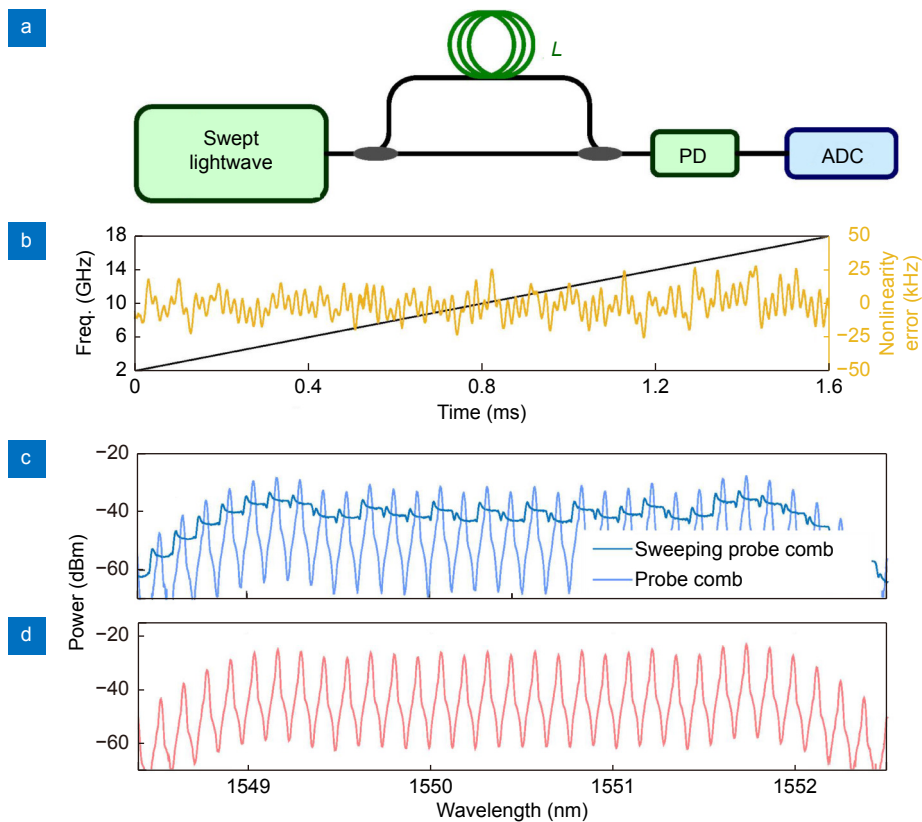 a
L
Swept
lightwave
PD
ADC
b
18
14
10
6
2
Freq. (GHz)
50
25
0
−25
−50
Nonlinearity
error (kHz)
0
0.4
0.8
1.2
1.6
Time (ms)
c
−20
−40
−60
Sweeping probe comb
Probe comb
Power (dBm)
d
−20
−40
−60
1549
1550
1551
1552
Wavelength (nm)